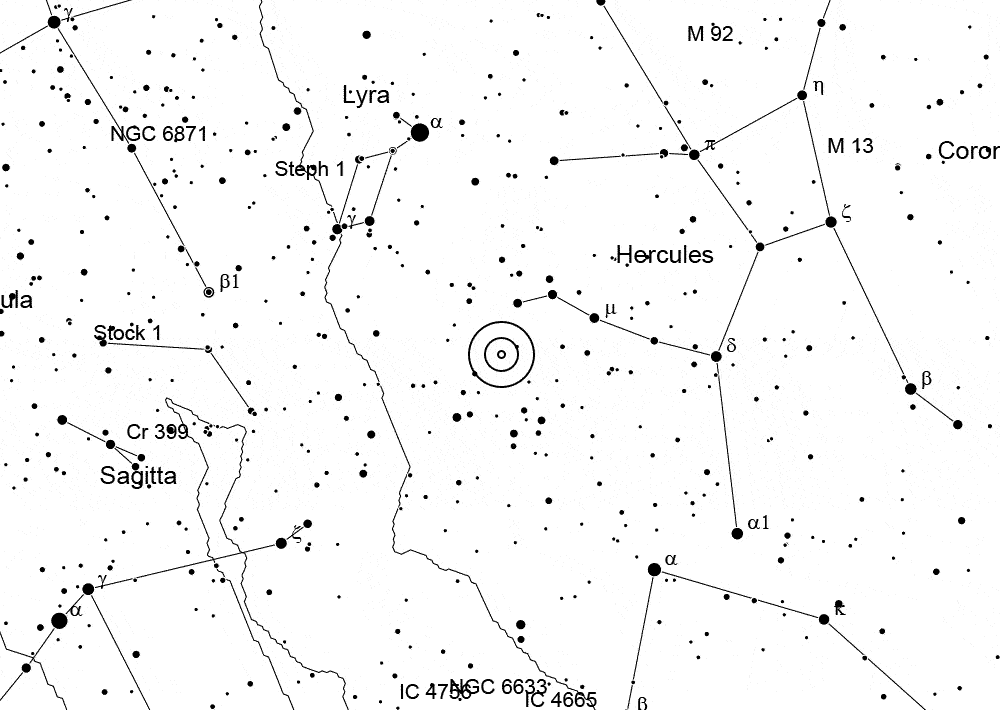 γ
M 92
η
Lyra
α
NGC 6871
π
M 13
Coror
Steph 1
γ
ζ
Hercules
β1
ula
μ
Stock 1
δ
β
Cr 399
Sagitta
α1
ζ
α
γ
α
κ
IC 4756
NGC 6633
IC 4665
β